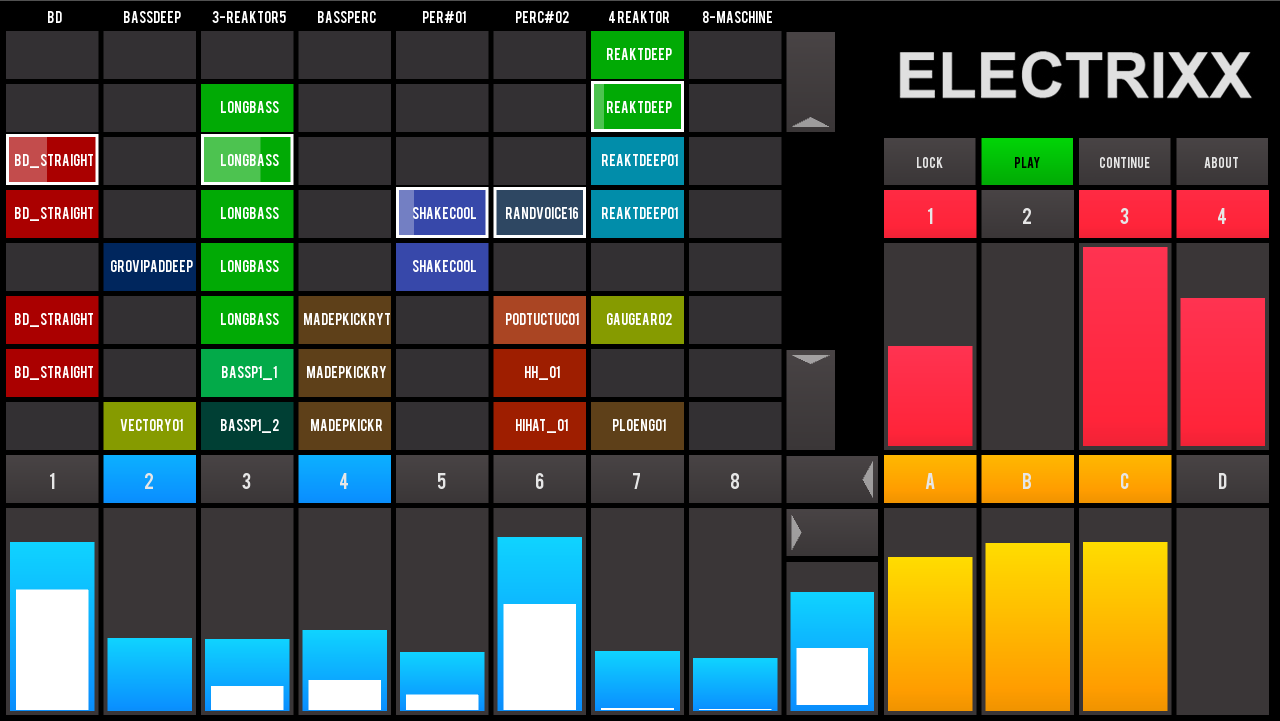 BD BASSDEEP 3-REAKTOR5 BASSPERC PER#01 PERC#02 4 REAKTOR 8-MASCHINE
REAKTDEEP
ELECTRIXX
LONGBASS REAKTDEEP
BD_STRAIGHT LONGBASS REAKTDEEP01
LOCK PLAY CONTINUE ABOUT
BD_STRAIGHT LONGBASS SHAKECOOL RANDVOICE16 REAKTDEEP01
1 2 3 4
GROVIPADDEEP LONGBASS SHAKECOOL
BD_STRAIGHT LONGBASS MADEPKICKRYT PODTUCTUC01 GAUGEAR02
BD_STRAIGHT BASSP1_1 MADEPKICKRY HH_01
VECTORY01 BASSP1_2 MADEPKICKR HIHAT_01 PLOENG01
1 2 3 4 5 6 7 8
A B C D